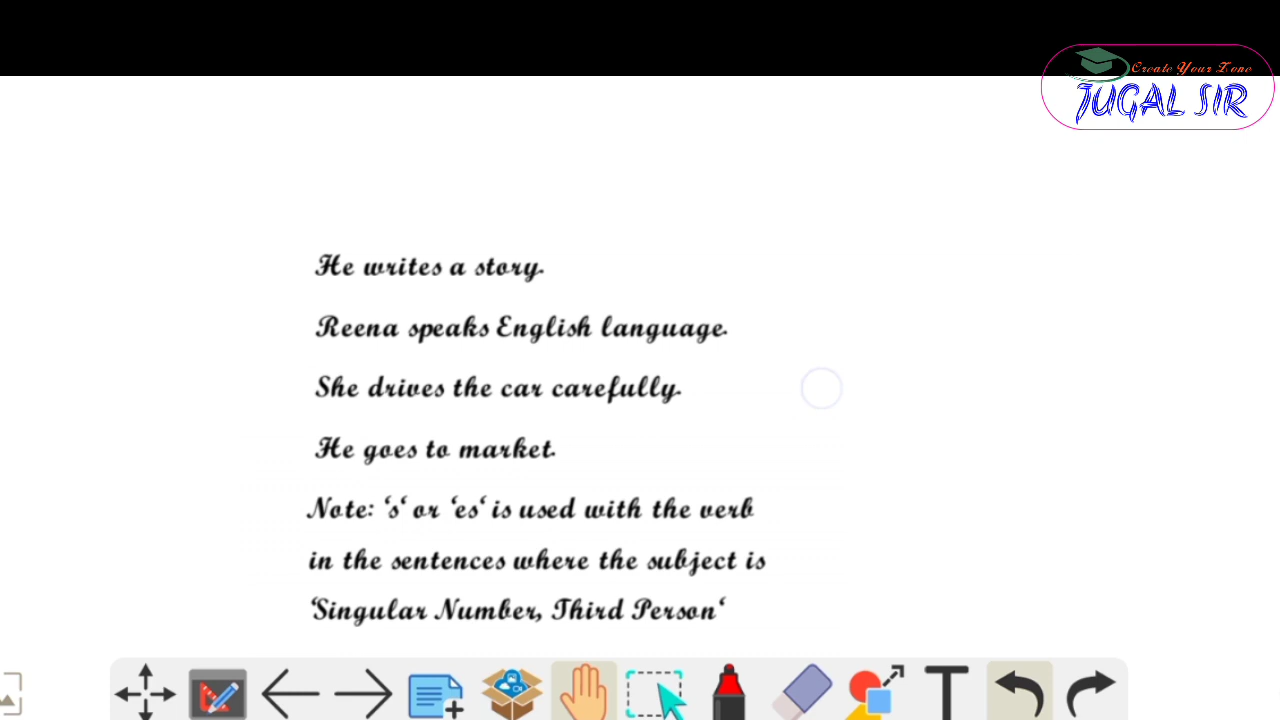 Create Your Zone
JUGAL SIR
He writes a story.
Reena speaks English language.
She drives the car carefully.
He goes to market.
Note: ‘s‘ or ‘es‘ is used with the verb
in the sentences where the subject is
‘Singular Number, Third Person‘